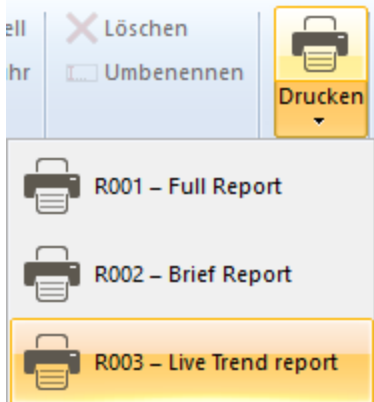 ell
Löschen
hr
Umbenennen
Drucken
R001 – Full Report
R002 – Brief Report
R003 – Live Trend report